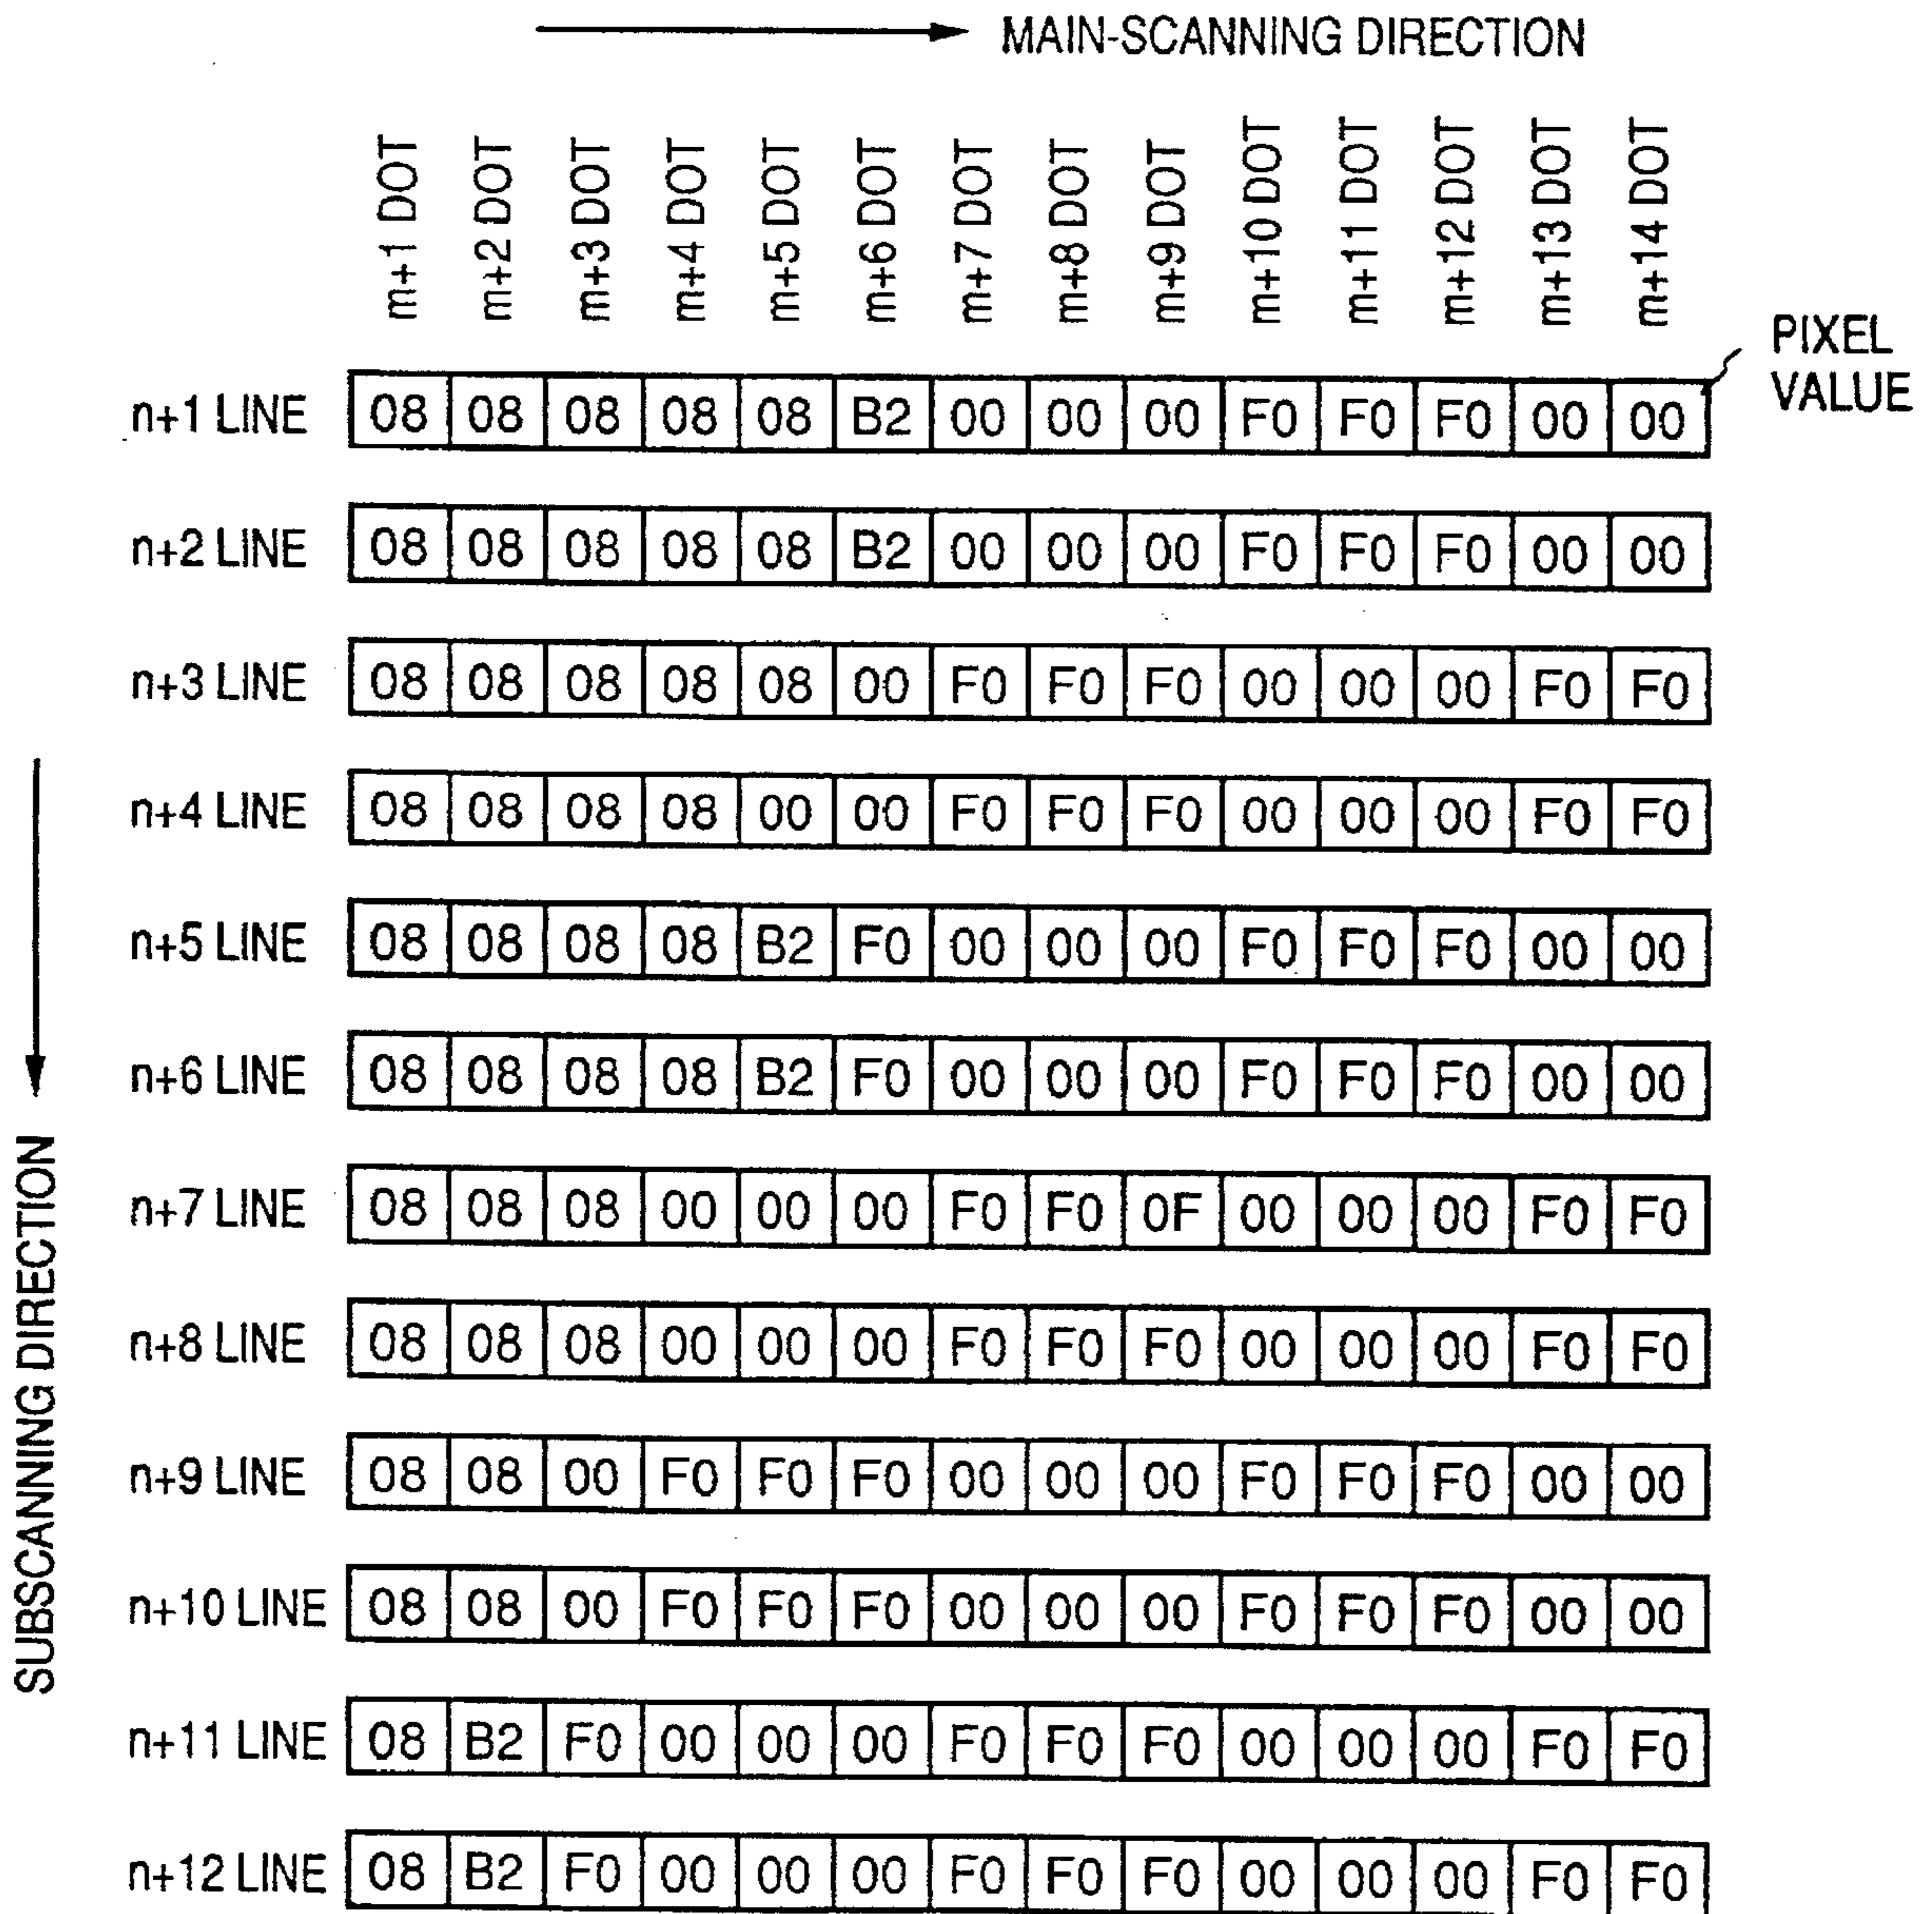 MAIN-SCANNING DIRECTION
m+1 DOT
m+2 DOT
m+3 DOT
m+4 DOT
m+5 DOT
m+6 DOT
m+7 DOT
m+8 DOT
m+9 DOT
m+10 DOT
m+11 DOT
m+12 DOT
m+13 DOT
m+14 DOT
PIXEL
VALUE
n+1 LINE 08 08 08 08 08 B2 00 00 00 F0 F0 F0 00 00
n+2 LINE 08 08 08 08 08 B2 00 00 00 F0 F0 F0 00 00
n+3 LINE 08 08 08 08 08 00 F0 F0 F0 00 00 00 F0 F0
n+4 LINE 08 08 08 08 00 00 F0 F0 F0 00 00 00 F0 F0
n+5 LINE 08 08 08 08 B2 F0 00 00 00 F0 F0 F0 00 00
n+6 LINE 08 08 08 08 B2 F0 00 00 00 F0 F0 F0 00 00
n+7 LINE 08 08 08 00 00 00 F0 F0 0F 00 00 00 F0 F0
n+8 LINE 08 08 08 00 00 00 F0 F0 F0 00 00 00 F0 F0
n+9 LINE 08 08 00 F0 F0 F0 00 00 00 F0 F0 F0 00 00
n+10 LINE 08 08 00 F0 F0 F0 00 00 00 F0 F0 F0 00 00
n+11 LINE 08 B2 F0 00 00 00 F0 F0 F0 00 00 00 F0 F0
n+12 LINE 08 B2 F0 00 00 00 F0 F0 F0 00 00 00 F0 F0
SUBSCANNING DIRECTION